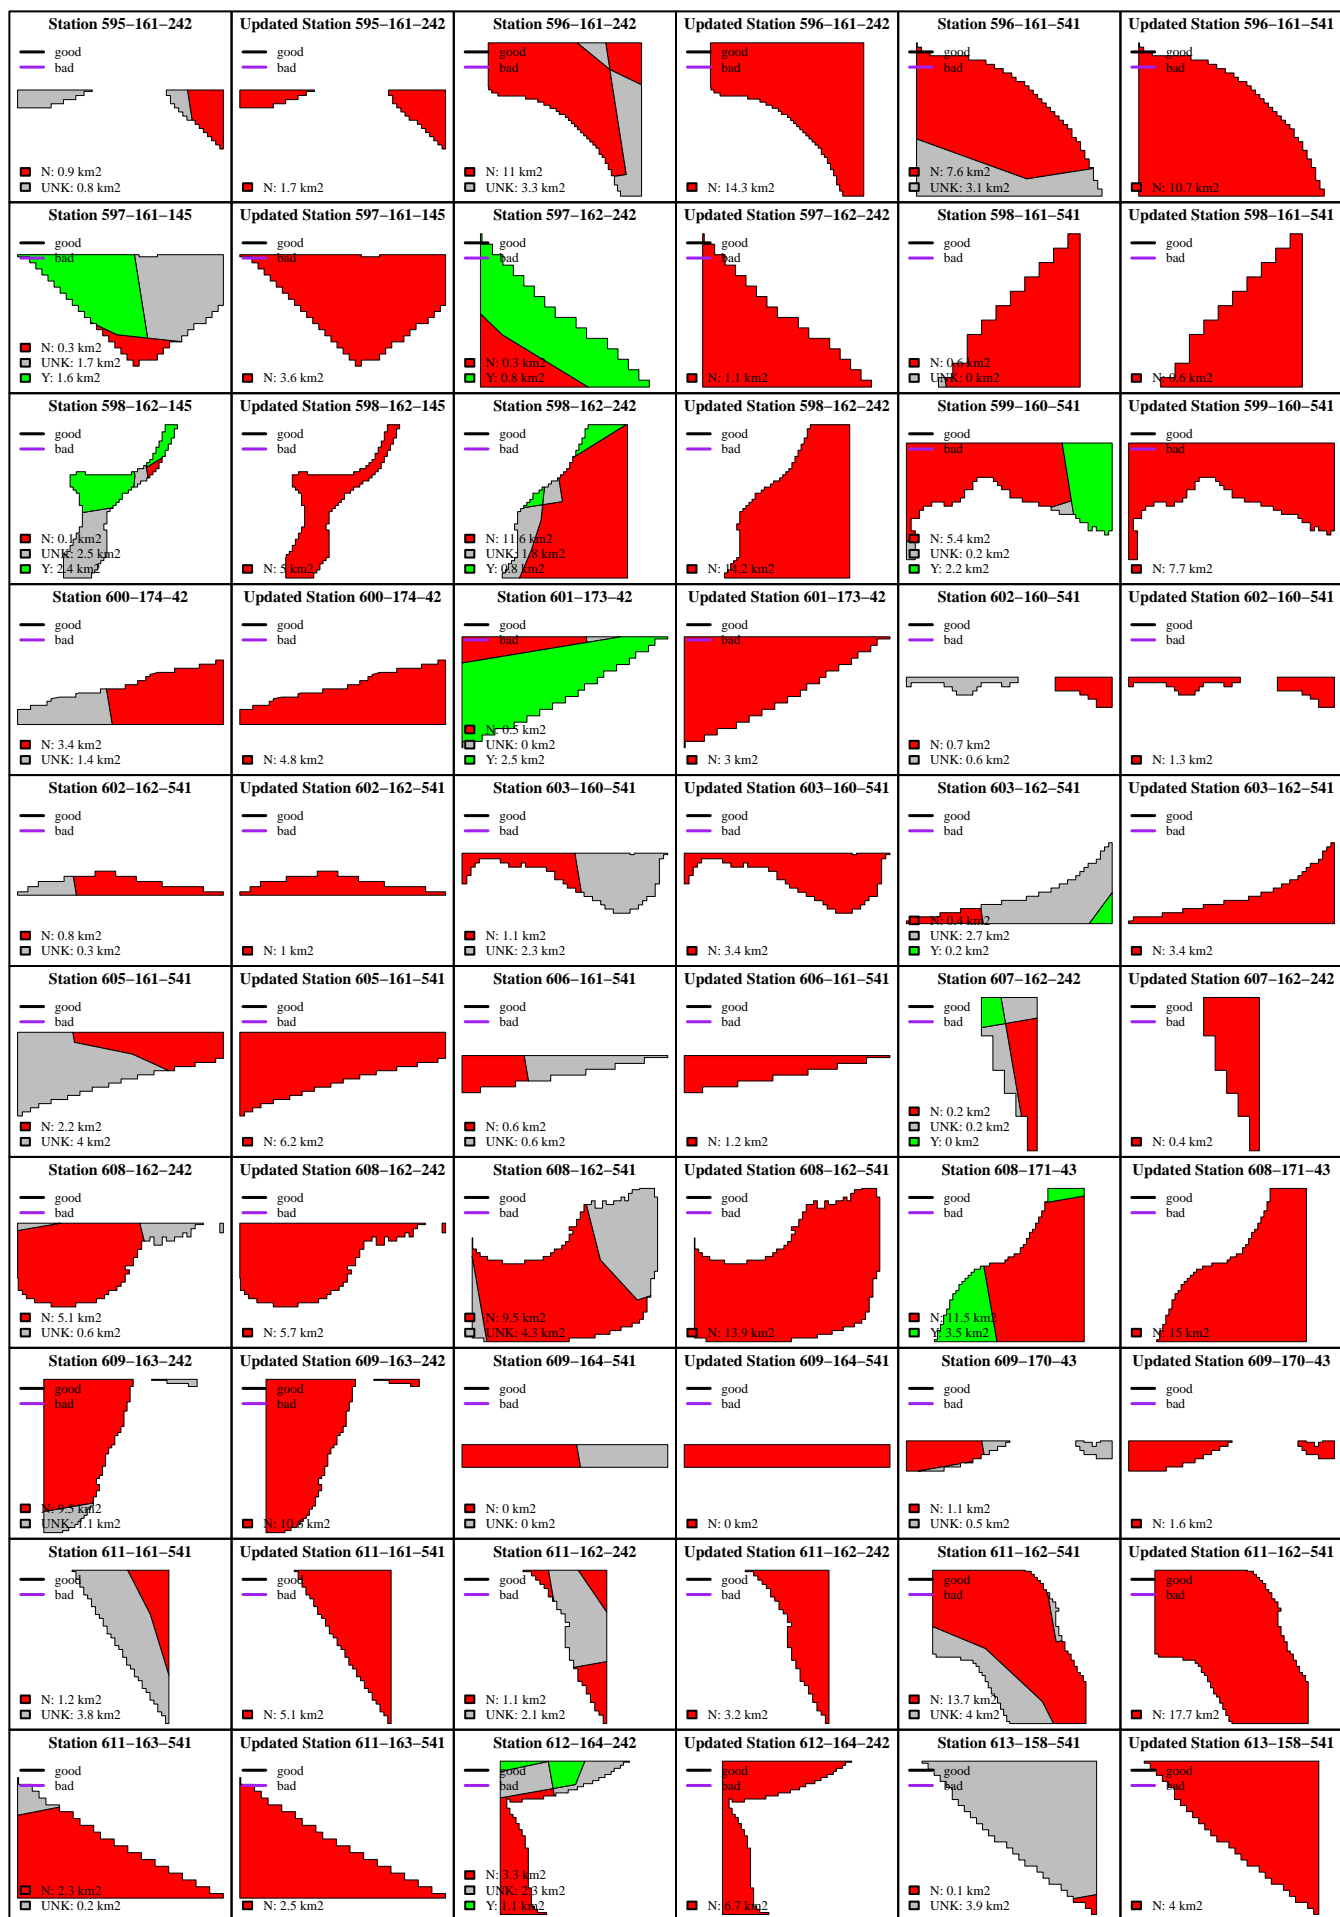 Station 595−161−242
good
bad
N: 0.9 km2
UNK: 0.8 km2
Updated Station 595−161−242
good
bad
N: 1.7 km2
Station 596−161−242
good
bad
N: 11 km2
UNK: 3.3 km2
Updated Station 596−161−242
good
bad
N: 14.3 km2
Station 596−161−541
good
bad
N: 7.6 km2
UNK: 3.1 km2
Updated Station 596−161−541
good
bad
N: 10.7 km2
Station 597−161−145
good
bad
N: 0.3 km2
UNK: 1.7 km2
Y: 1.6 km2
Updated Station 597−161−145
good
bad
N: 3.6 km2
Station 597−162−242
good
bad
N: 0.3 km2
Y: 0.8 km2
Updated Station 597−162−242
good
bad
N: 1.1 km2
Station 598−161−541
good
bad
N: 0.6 km2
UNK: 0 km2
Updated Station 598−161−541
good
bad
N: 0.6 km2
Station 598−162−145
good
bad
N: 0.1 km2
UNK: 2.5 km2
Y: 2.4 km2
Updated Station 598−162−145
good
bad
N: 5 km2
Station 598−162−242
good
bad
N: 11.6 km2
UNK: 1.8 km2
Y: 0.8 km2
Updated Station 598−162−242
good
bad
N: 14.2 km2
Station 599−160−541
good
bad
N: 5.4 km2
UNK: 0.2 km2
Y: 2.2 km2
Updated Station 599−160−541
good
bad
N: 7.7 km2
Station 600−174−42
good
bad
N: 3.4 km2
UNK: 1.4 km2
Updated Station 600−174−42
good
bad
N: 4.8 km2
Station 601−173−42
good
bad
N: 0.5 km2
UNK: 0 km2
Y: 2.5 km2
Updated Station 601−173−42
good
bad
N: 3 km2
Station 602−160−541
good
bad
N: 0.7 km2
UNK: 0.6 km2
Updated Station 602−160−541
good
bad
N: 1.3 km2
Station 602−162−541
good
bad
N: 0.8 km2
UNK: 0.3 km2
Updated Station 602−162−541
good
bad
N: 1 km2
Station 603−160−541
good
bad
N: 1.1 km2
UNK: 2.3 km2
Updated Station 603−160−541
good
bad
N: 3.4 km2
Station 603−162−541
good
bad
N: 0.4 km2
UNK: 2.7 km2
Y: 0.2 km2
Updated Station 603−162−541
good
bad
N: 3.4 km2
Station 605−161−541
good
bad
N: 2.2 km2
UNK: 4 km2
Updated Station 605−161−541
good
bad
N: 6.2 km2
Station 606−161−541
good
bad
N: 0.6 km2
UNK: 0.6 km2
Updated Station 606−161−541
good
bad
N: 1.2 km2
Station 607−162−242
good
bad
N: 0.2 km2
UNK: 0.2 km2
Y: 0 km2
Updated Station 607−162−242
good
bad
N: 0.4 km2
Station 608−162−242
good
bad
N: 5.1 km2
UNK: 0.6 km2
Updated Station 608−162−242
good
bad
N: 5.7 km2
Station 608−162−541
good
bad
N: 9.5 km2
UNK: 4.3 km2
Updated Station 608−162−541
good
bad
N: 13.9 km2
Station 608−171−43
good
bad
N: 11.5 km2
Y: 3.5 km2
Updated Station 608−171−43
good
bad
N: 15 km2
Station 609−163−242
good
bad
N: 9.5 km2
UNK: 1.1 km2
Updated Station 609−163−242
good
bad
N: 10.6 km2
Station 609−164−541
good
bad
N: 0 km2
UNK: 0 km2
Updated Station 609−164−541
good
bad
N: 0 km2
Station 609−170−43
good
bad
N: 1.1 km2
UNK: 0.5 km2
Updated Station 609−170−43
good
bad
N: 1.6 km2
Station 611−161−541
good
bad
N: 1.2 km2
UNK: 3.8 km2
Updated Station 611−161−541
good
bad
N: 5.1 km2
Station 611−162−242
good
bad
N: 1.1 km2
UNK: 2.1 km2
Updated Station 611−162−242
good
bad
N: 3.2 km2
Station 611−162−541
good
bad
N: 13.7 km2
UNK: 4 km2
Updated Station 611−162−541
good
bad
N: 17.7 km2
Station 611−163−541
good
bad
N: 2.3 km2
UNK: 0.2 km2
Updated Station 611−163−541
good
bad
N: 2.5 km2
Station 612−164−242
good
bad
N: 3.3 km2
UNK: 2.3 km2
Y: 1.1 km2
Updated Station 612−164−242
good
bad
N: 6.7 km2
Station 613−158−541
good
bad
N: 0.1 km2
UNK: 3.9 km2
Updated Station 613−158−541
good
bad
N: 4 km2